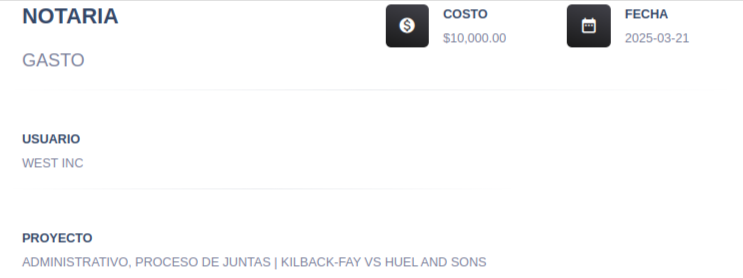 NOTARIA
GASTO
COSTO
$10,000.00
FECHA
2025-03-21
USUARIO
WEST INC
PROYECTO
ADMINISTRATIVO, PROCESO DE JUNTAS | KILBACK-FAY VS HUEL AND SONS